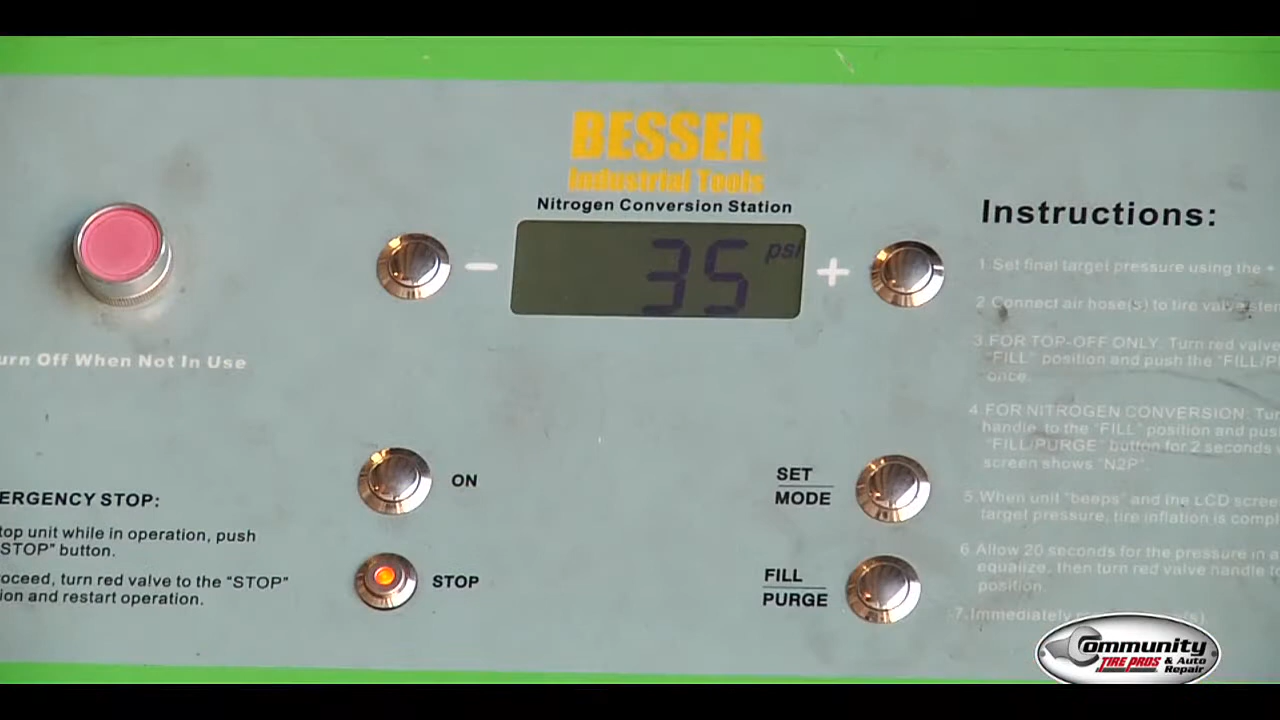 BESSER
Industrial Tools
Nitrogen Conversion Station
35 psi
-
+
urn Off When Not In Use
ON
STOP
SET
MODE
FILL
PURGE
ERGENCY STOP:
top unit while in operation, push
STOP" button.
oceed, turn red valve to the "STOP"
ion and restart operation.
Instructions:
1.Set final target pressure using the +
2 Connect air hose(s) to tire valve
3.FOR TOP-OFF ONLY: Turn red valve
"FILL" position and push the "FILL/P
once.
4.FOR NITROGEN CONVERSION: Tur
handle to the "FILL" position and pus
"FILL/PURGE" button for 2 seconds
screen shows "N2P".
5.When unit "beeps" and the LCD scree
target pressure, tire inflation is compl
6.Allow 20 seconds for the pressure in a
equalize, then turn red valve handle to
position.
7.Immediately
Community
TIRE PROS & Auto
Repair